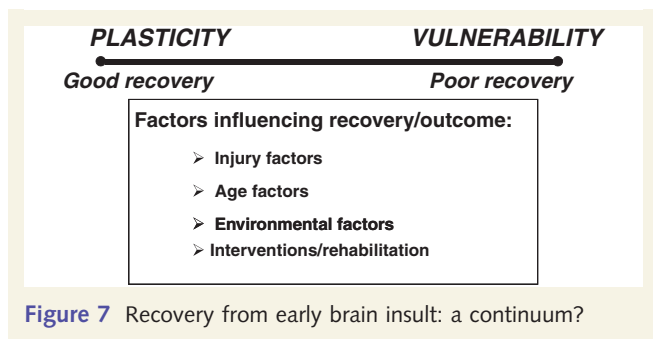 PLASTICITY VULNERABILITY
Good recovery Poor recovery
Factors influencing recovery/outcome:
➢ Injury factors
➢ Age factors
➢ Environmental factors
➢ Interventions/rehabilitation
Figure 7 Recovery from early brain insult: a continuum?